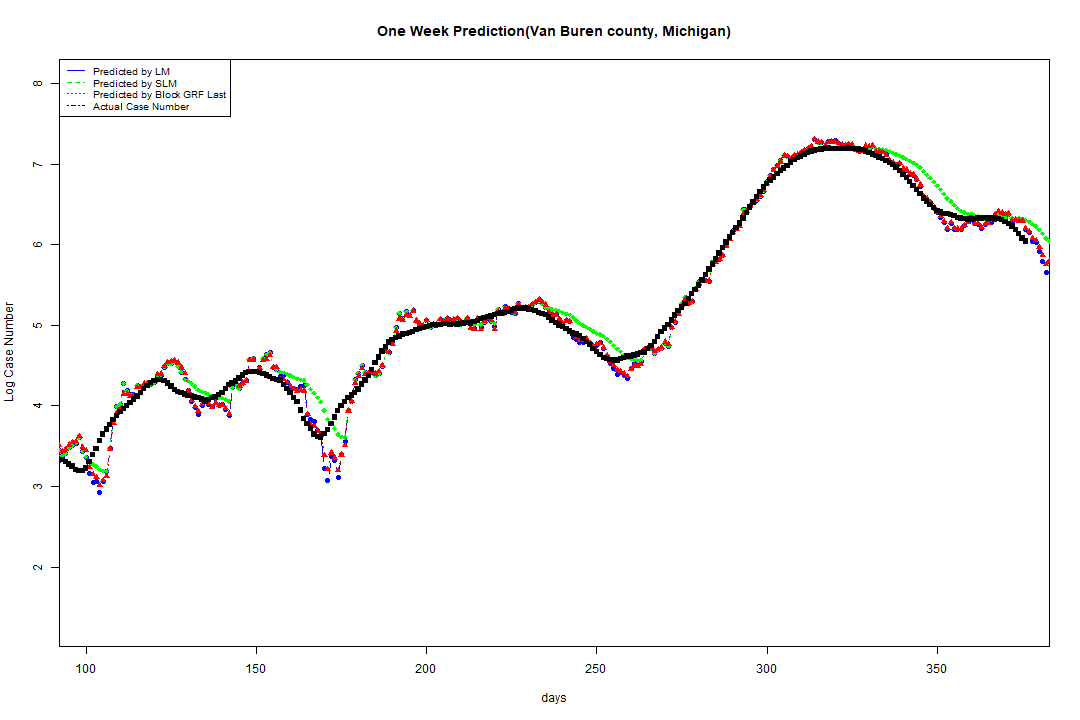 One Week Prediction(Van Buren county, Michigan)
Predicted by LM
Predicted by SLM
Predicted by Block GRF Last
Actual Case Number
8
7
6
5
4
3
2
Log Case Number
100 150 200 250 300 350
days